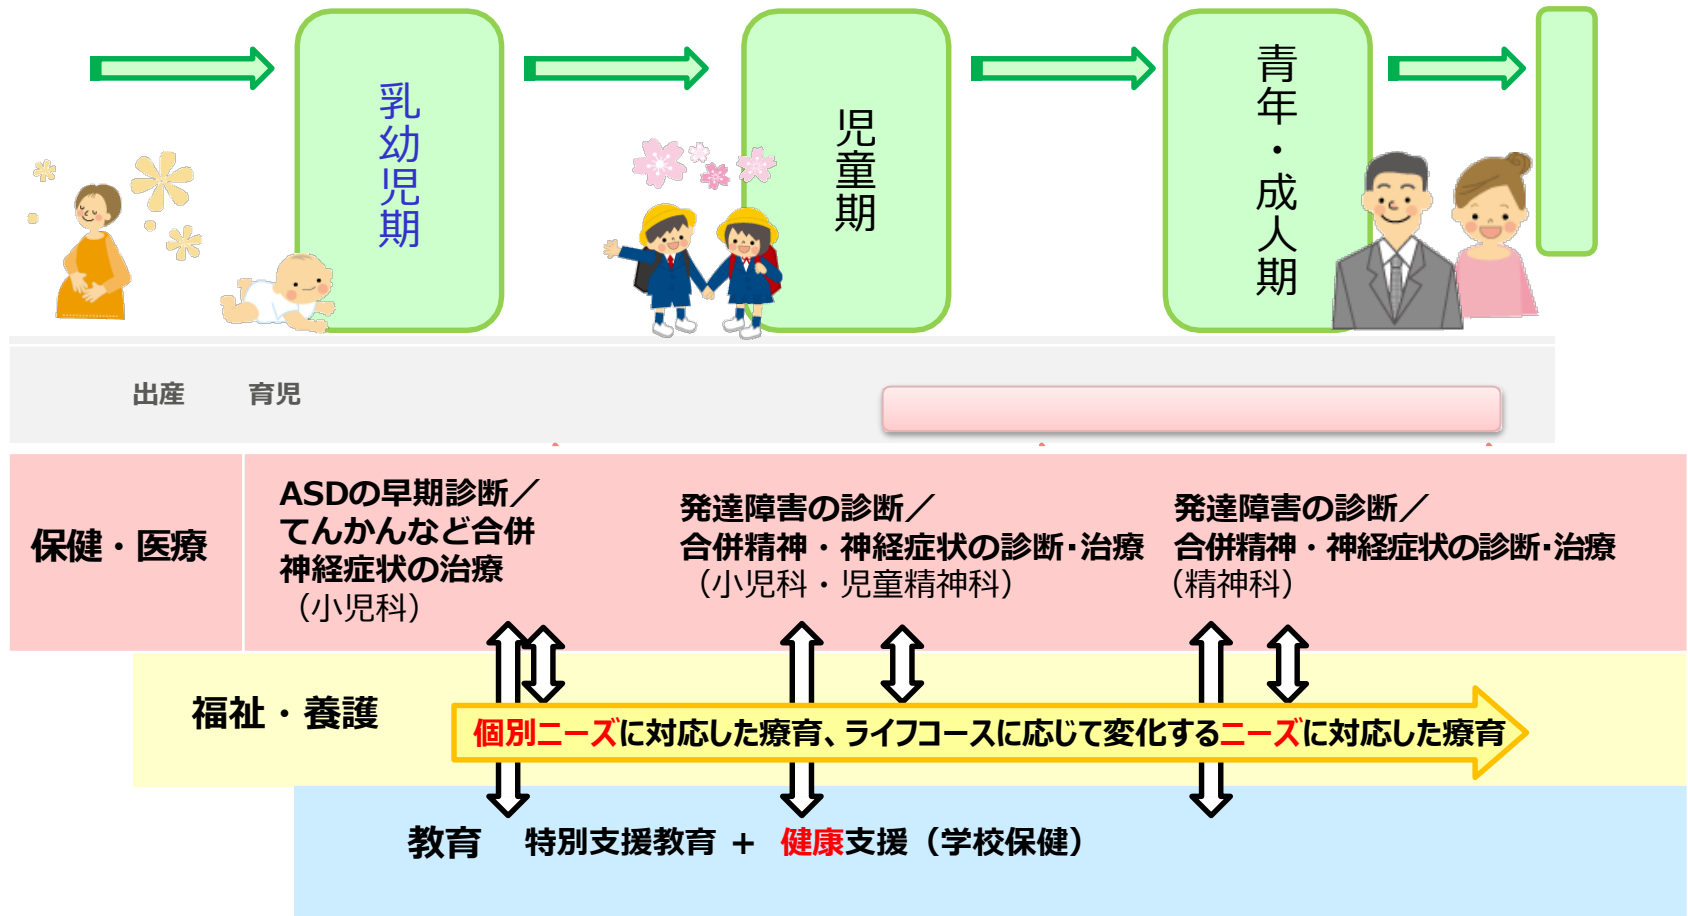 乳幼児期
児童期
青年・成人期
出産 育児
保健・医療
ASDの早期診断／
てんかんなど合併
神経症状の治療
（小児科）
発達障害の診断／
合併精神・神経症状の診断・治療
（小児科・児童精神科）
発達障害の診断／
合併精神・神経症状の診断・治療
（精神科）
福祉・養護
個別ニーズに対応した療育、ライフコースに応じて変化するニーズに対応した療育
教育 特別支援教育 + 健康支援（学校保健）